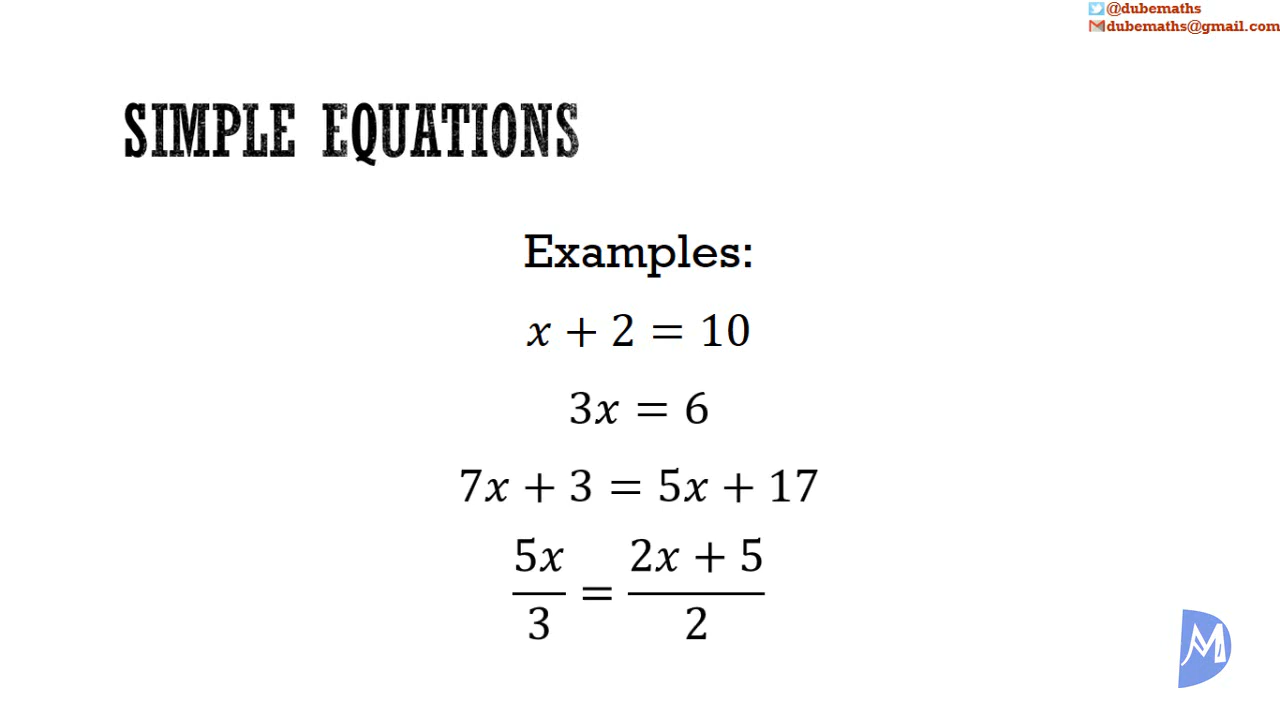 @dubemaths
dubemaths@gmail.com
SIMPLE EQUATIONS
Examples:
x + 2 = 10
3x = 6
7x + 3 = 5x + 17
5x/3 = (2x + 5)/2
DM